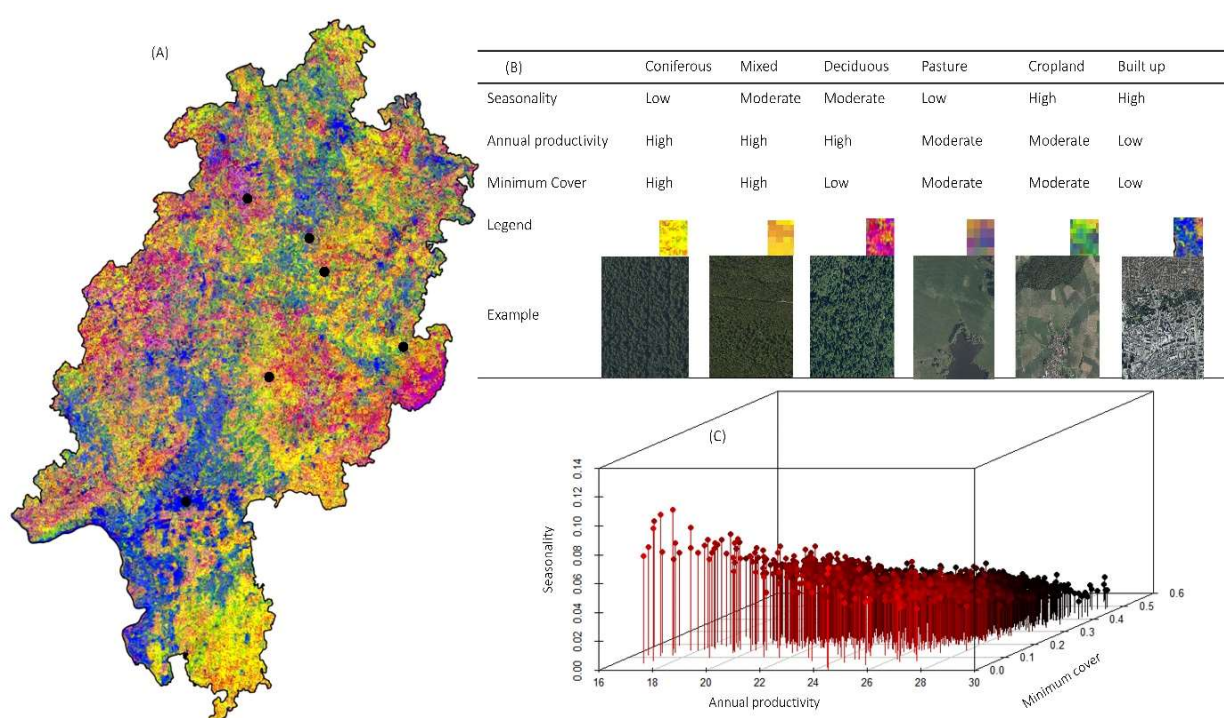 (A)
(B) Coniferous Mixed Deciduous Pasture Cropland Built up
Seasonality Low Moderate Moderate Low High High
Annual productivity High High High Moderate Moderate Low
Minimum Cover High High Low Moderate Moderate Low
Legend
Example
(C)
Seasonality
0.14
0.12
0.10
0.08
0.06
0.04
0.02
0.00
16 18 20 22 24 26 28 30
Annual productivity
0.0 0.1 0.2 0.3 0.4 0.5 0.6
Minimum cover